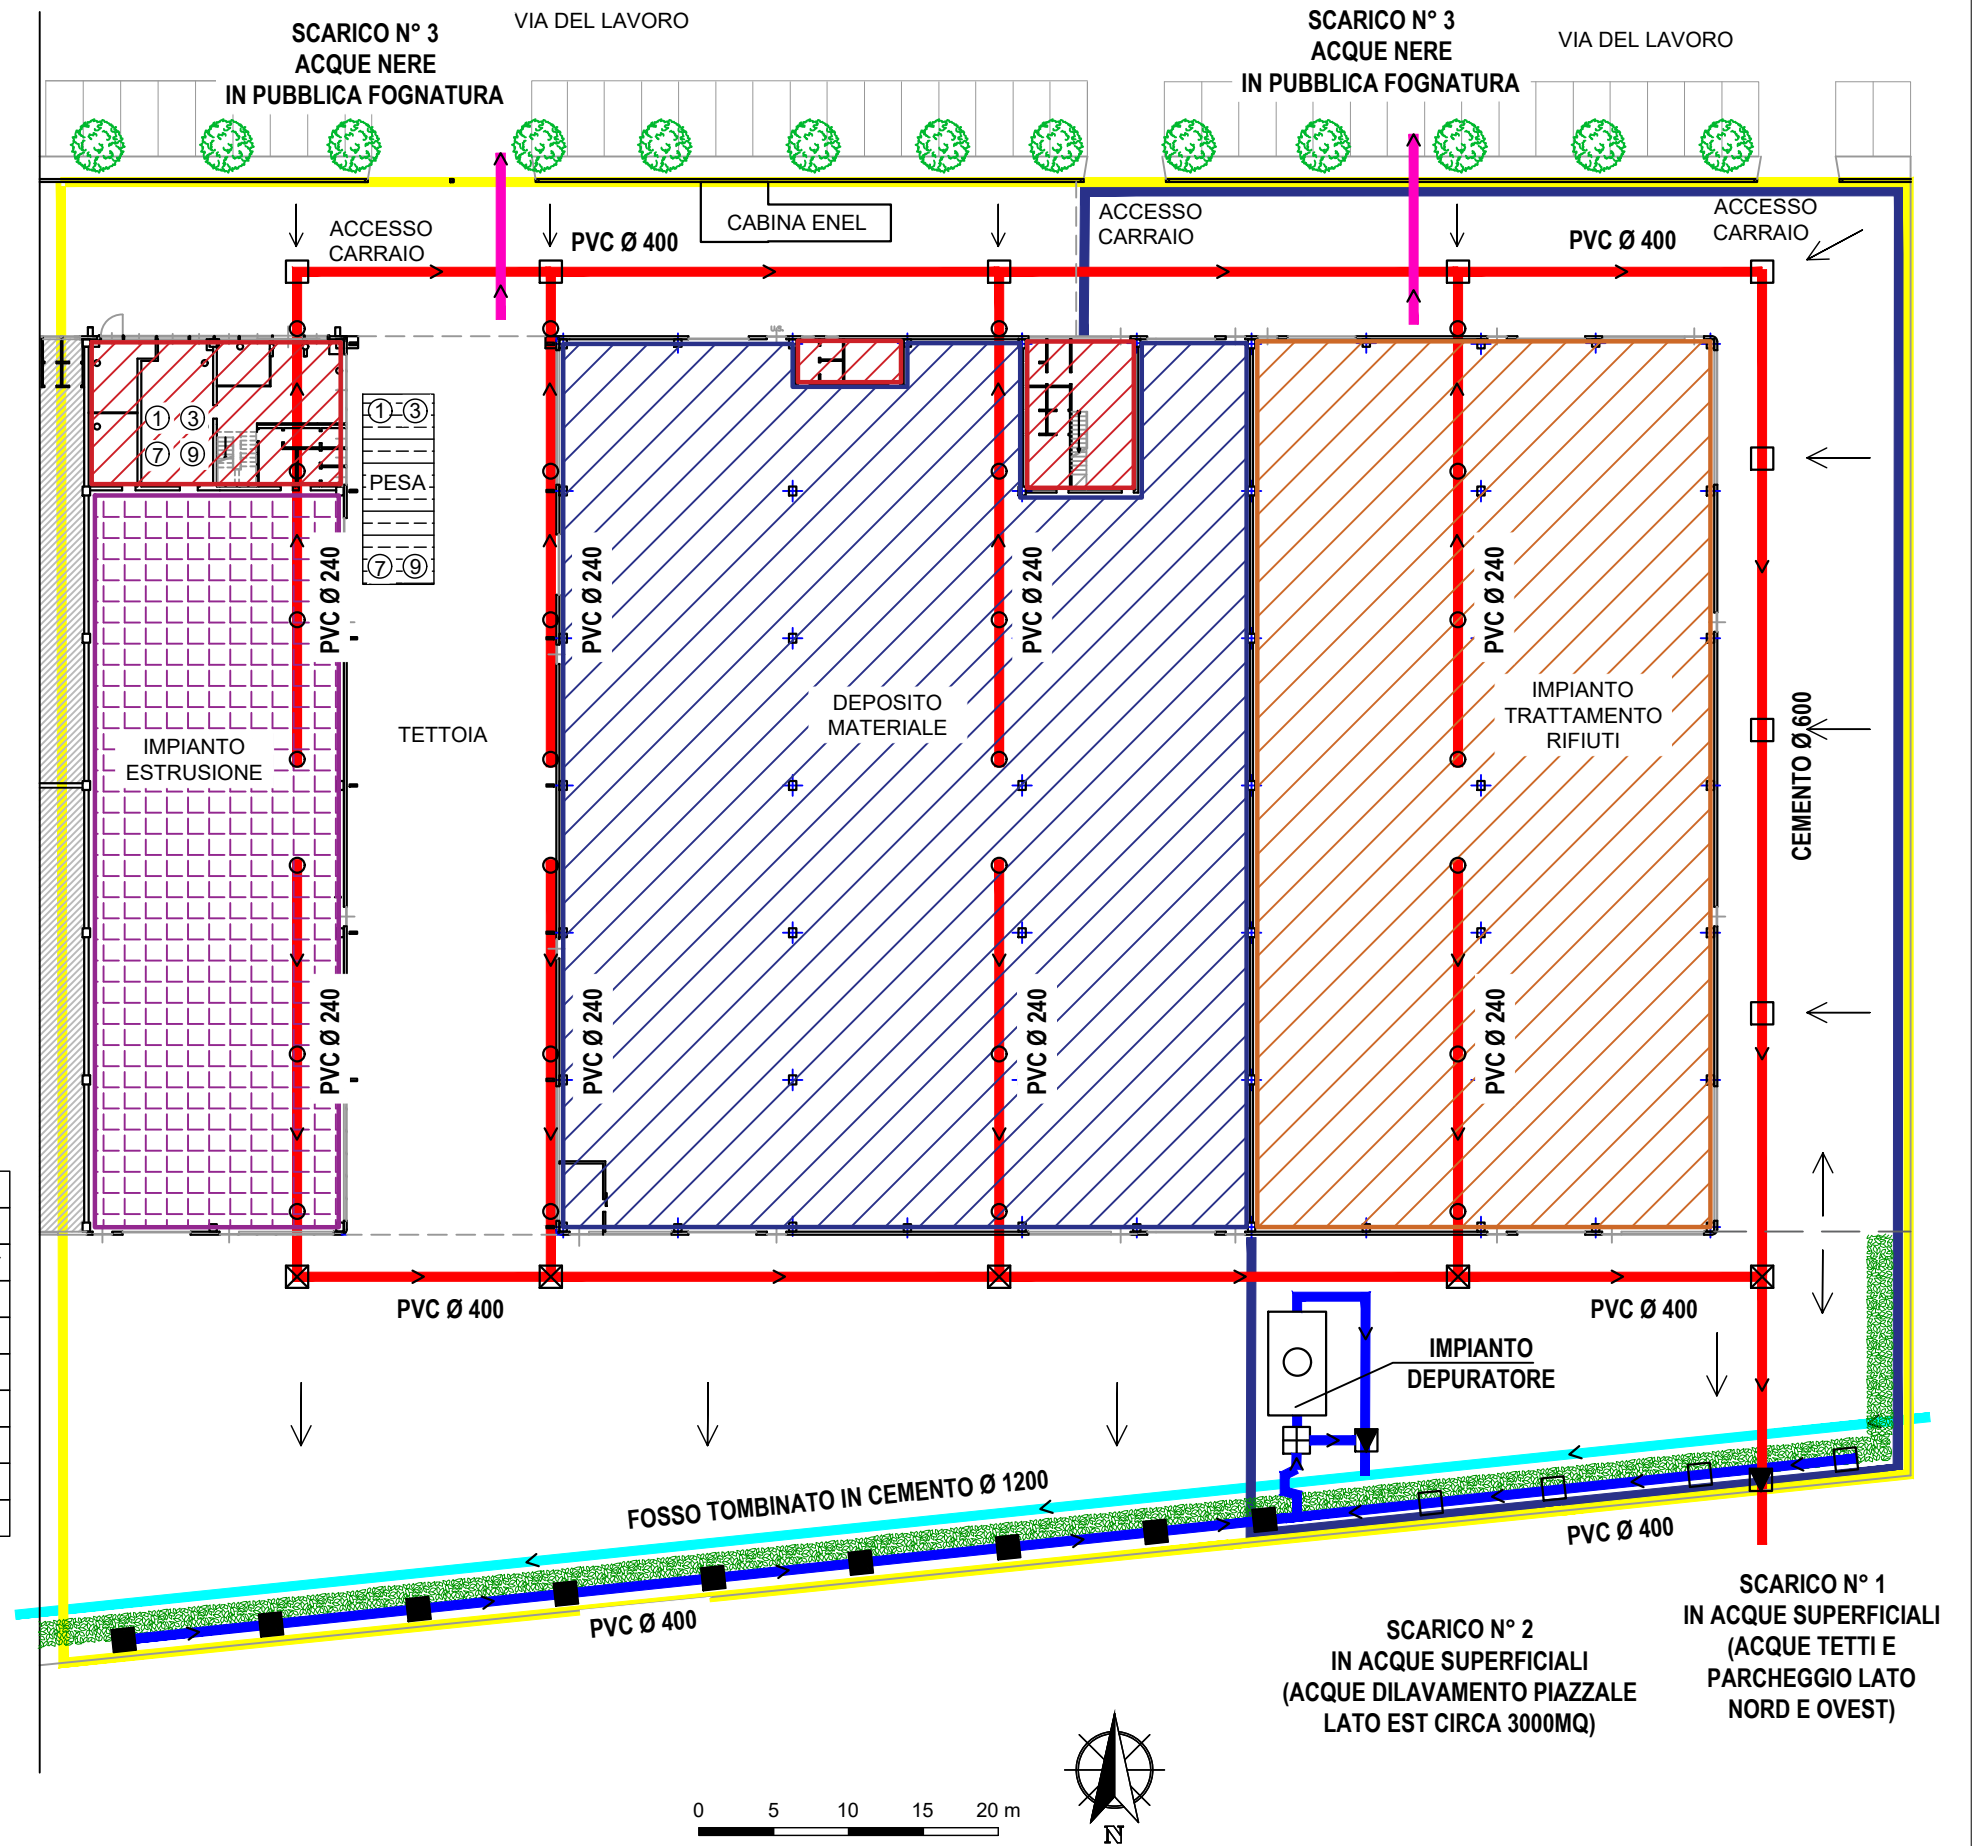 VIA DEL LAVORO
SCARICO N° 3
ACQUE NERE
IN PUBBLICA FOGNATURA
SCARICO N° 3
ACQUE NERE
IN PUBBLICA FOGNATURA
VIA DEL LAVORO
ACCESSO
CARRAIO
PVC Ø 400
CABINA ENEL
ACCESSO
CARRAIO
PVC Ø 400
ACCESSO
CARRAIO
1 3
7 9
1 3
PESA
7 9
PVC Ø 240
PVC Ø 240
PVC Ø 240
PVC Ø 240
IMPIANTO
ESTRUSIONE
TETTOIA
DEPOSITO
MATERIALE
IMPIANTO
TRATTAMENTO
RIFIUTI
CEMENTO Ø 600
PVC Ø 240
PVC Ø 240
PVC Ø 240
PVC Ø 240
PVC Ø 400
PVC Ø 400
IMPIANTO
DEPURATORE
FOSSO TOMBINATO IN CEMENTO Ø 1200
PVC Ø 400
PVC Ø 400
SCARICO N° 2
IN ACQUE SUPERFICIALI
(ACQUE DILAVAMENTO PIAZZALE
LATO EST CIRCA 3000MQ)
SCARICO N° 1
IN ACQUE SUPERFICIALI
(ACQUE TETTI E
PARCHEGGIO LATO
NORD E OVEST)
0 5 10 15 20 m
N